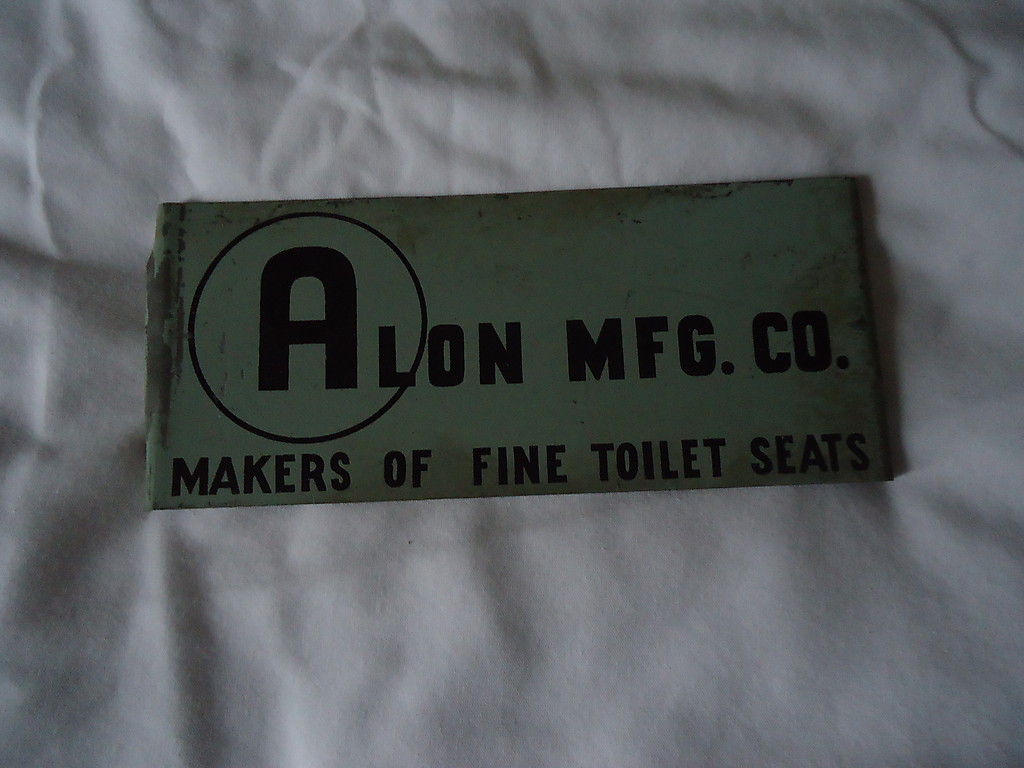 ALON MFG. CO.
MAKERS OF FINE TOILET SEATS